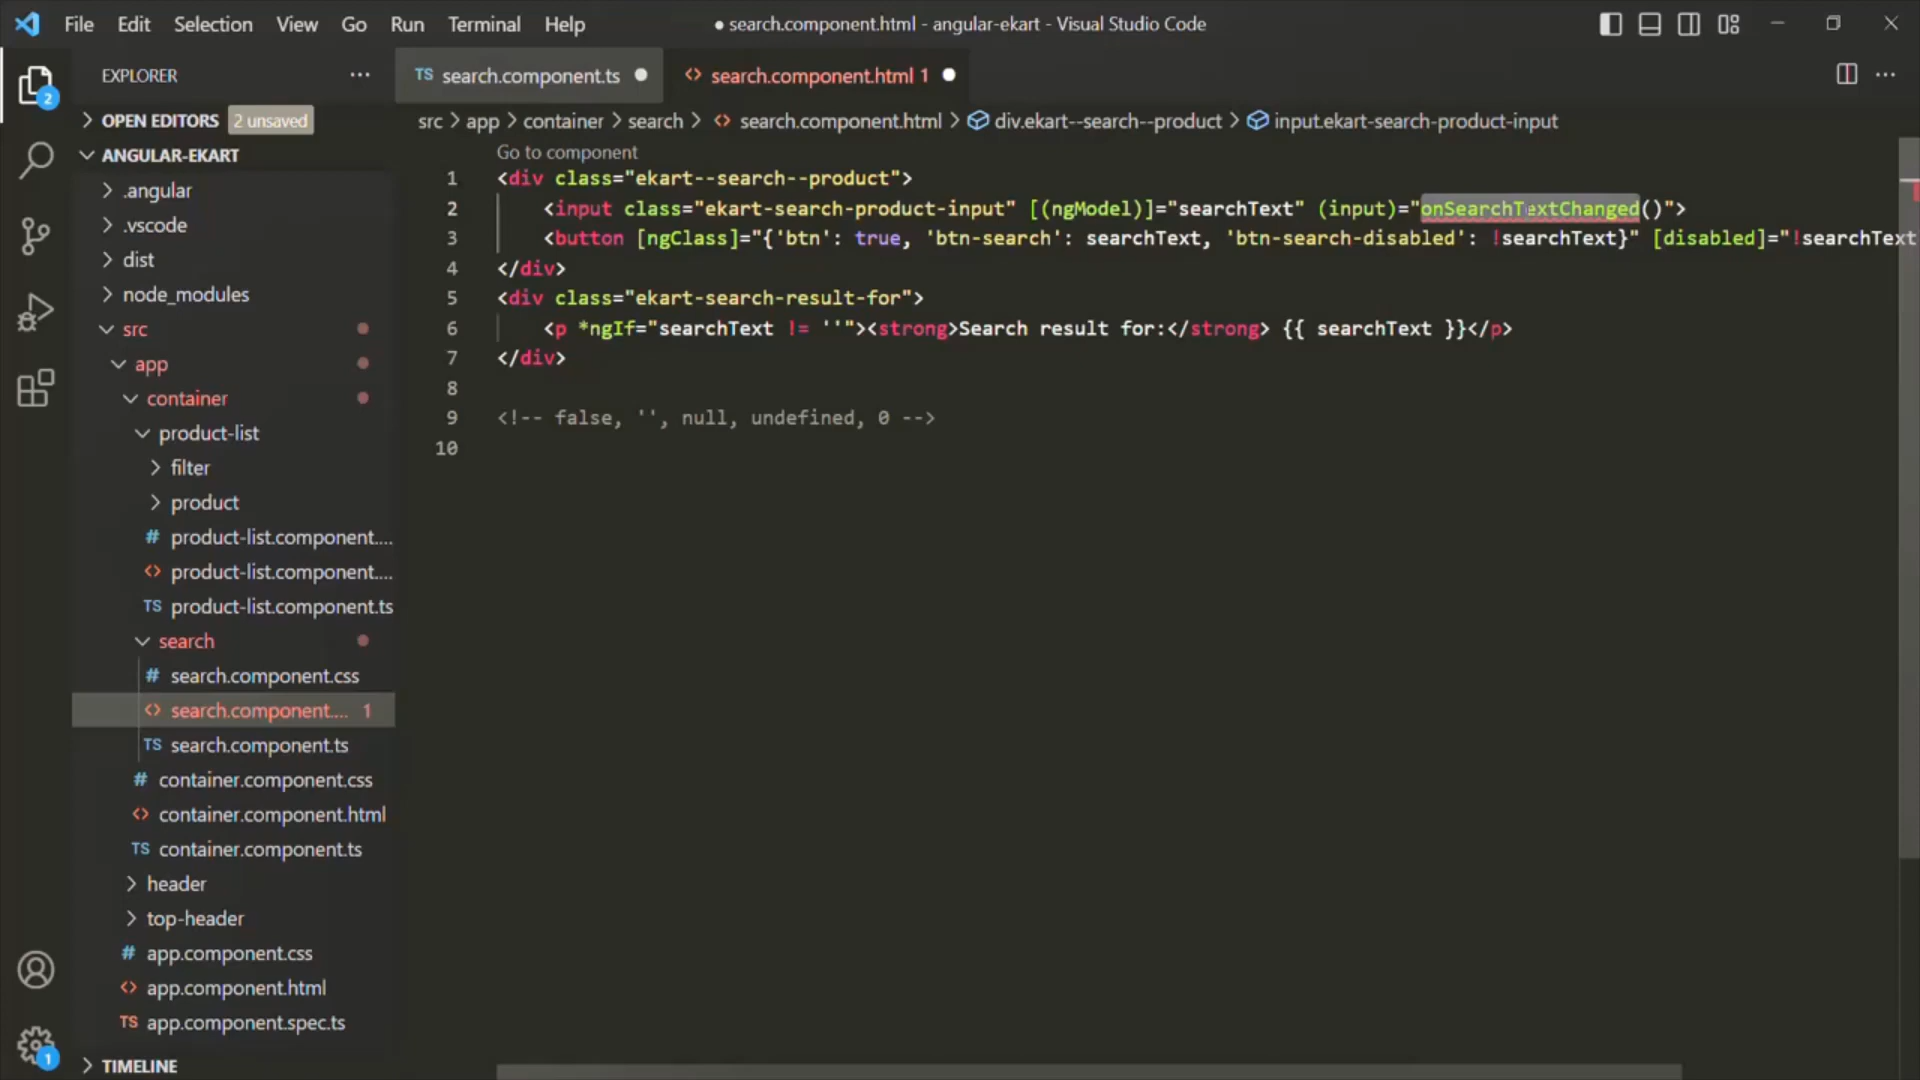 File Edit Selection View Go Run Terminal Help
● search.component.html - angular-ekart - Visual Studio Code
EXPLORER ···
TS search.component.ts ●
<> search.component.html 1 ●
2
OPEN EDITORS 2 unsaved
src > app > container > search > <> search.component.html > div.ekart--search--product > input.ekart-search-product-input
ANGULAR-EKART
.angular
.vscode
dist
node_modules
src
app
container
product-list
filter
product
# product-list.component....
<> product-list.component....
TS product-list.component.ts
search
# search.component.css
<> search.component.... 1
TS search.component.ts
# container.component.css
<> container.component.html
TS container.component.ts
header
top-header
# app.component.css
<> app.component.html
TS app.component.spec.ts
TIMELINE
1
Go to component
1 <div class="ekart--search--product">
2 <input class="ekart-search-product-input" [(ngModel)]="searchText" (input)="onSearchTextChanged()">
3 <button [ngClass]="{'btn': true, 'btn-search': searchText, 'btn-search-disabled': !searchText}" [disabled]="!searchText
4 </div>
5 <div class="ekart-search-result-for">
6 <p *ngIf="searchText != ''"><strong>Search result for:</strong> {{ searchText }}</p>
7 </div>
8
9 <!-- false, '', null, undefined, 0 -->
10